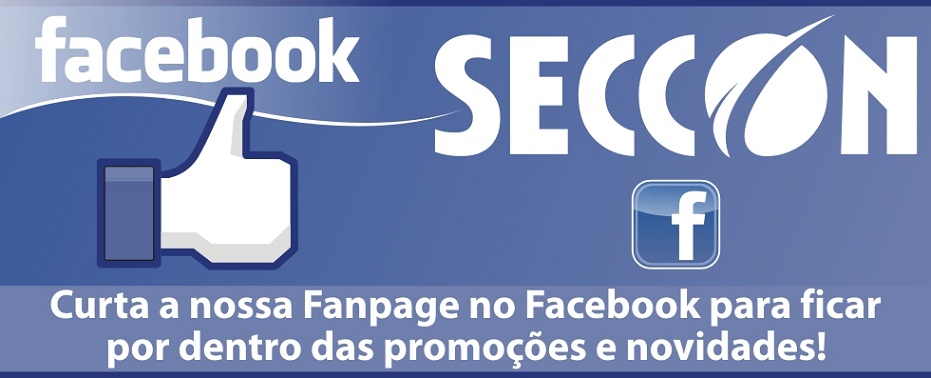 facebook
SECCON
f
Curta a nossa Fanpage no Facebook para ficar
por dentro das promoções e novidades!